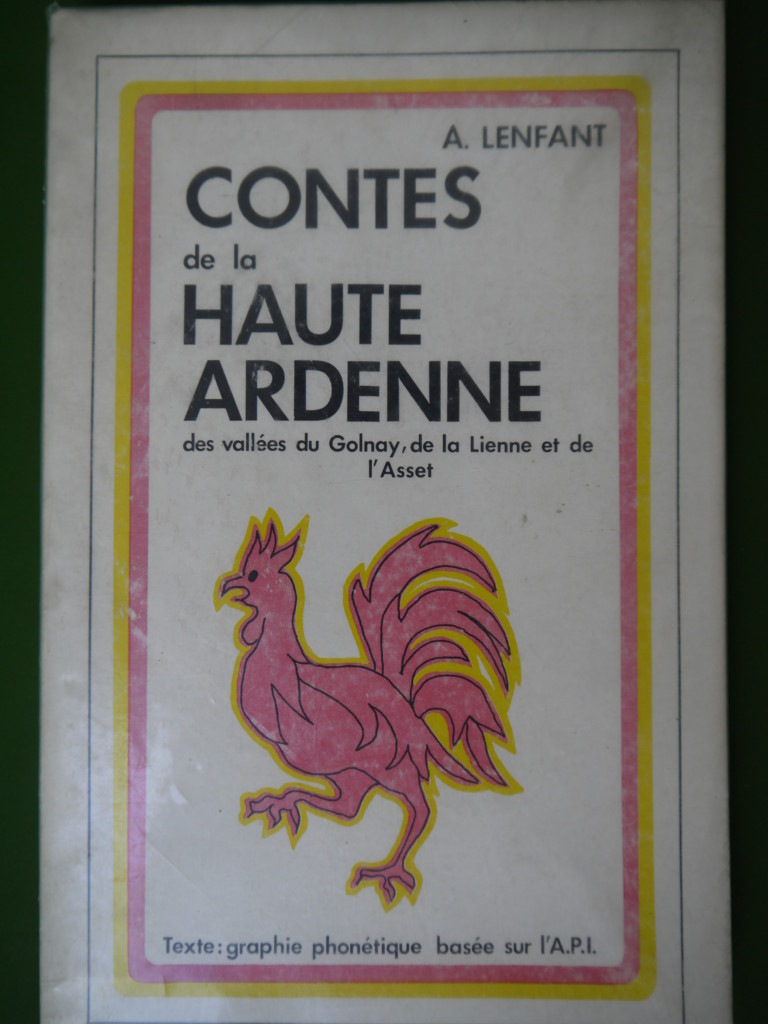 A. LENFANT
CONTES
de la
HAUTE
ARDENNE
des vallées du Golnay, de la Lienne et de
l'Asset
Texte: graphie phonétique basée sur l'A.P.I.